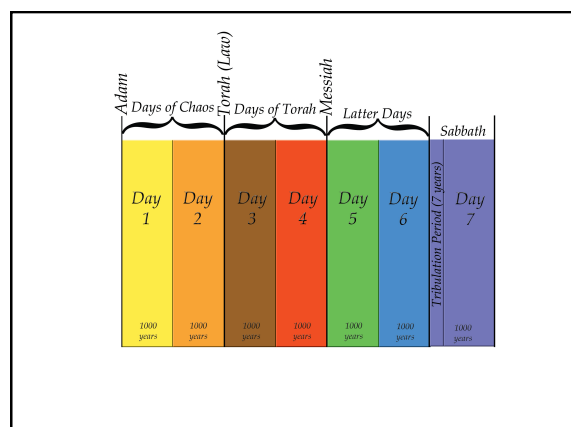 Adam
Days of Chaos
Torah (Law)
Days of Torah
Messiah
Latter Days
Sabbath
Day
1
Day
2
Day
3
Day
4
Day
5
Day
6
Tribulation Period (7 years)
Day
7
1000
years
1000
years
1000
years
1000
years
1000
years
1000
years
1000
years